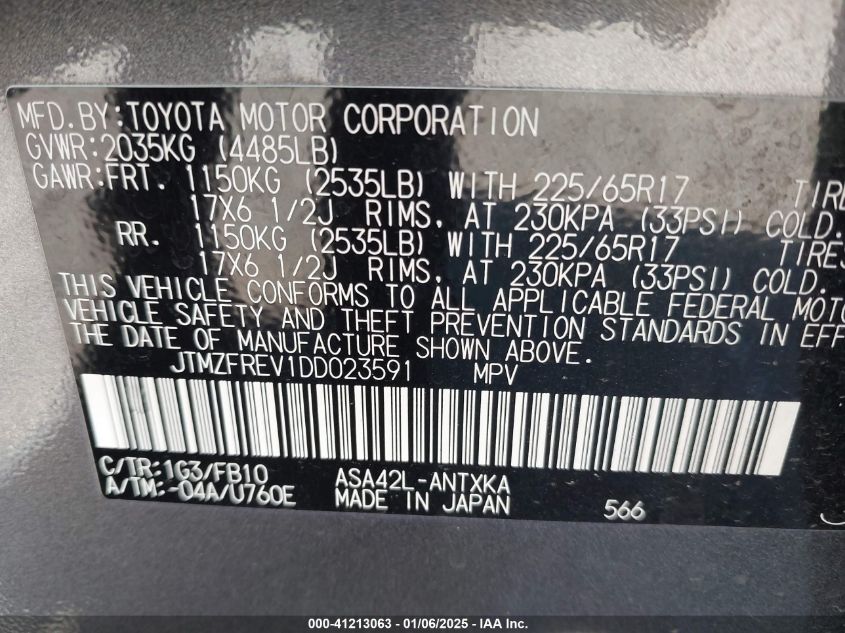 MFD.BY:TOYOTA MOTOR CORPORATION
GVWR:2035KG (4485LB)
GAWR:FRT. 1150KG (2535LB) WITH 225/65R17 TIRE
17X6 1/2J RIMS, AT 230KPA (33PSI) COLD.
RR. 1150KG (2535LB) WITH 225/65R17 TIRES
17X6 1/2J RIMS, AT 230KPA (33PSI) COLD.
THIS VEHICLE CONFORMS TO ALL APPLICABLE FEDERAL MOTO
VEHICLE SAFETY AND THEFT PREVENTION STANDARDS IN EFF
THE DATE OF MANUFACTURE SHOWN ABOVE.
JTMZFREV1DD023591 MPV
C/TR:1G3/FB10 ASA42L-ANTXKA
A/TM:-04A/U760E MADE IN JAPAN 566
000-41213063 - 01/06/2025 - IAA Inc.